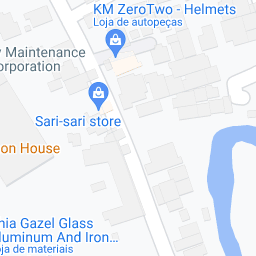 KM ZeroTwo - Helmets
Loja de autopeças
Maintenance
orporation
Sari-sari store
on House
nia Gazel Glass
luminum And Iron…
oja de materiais